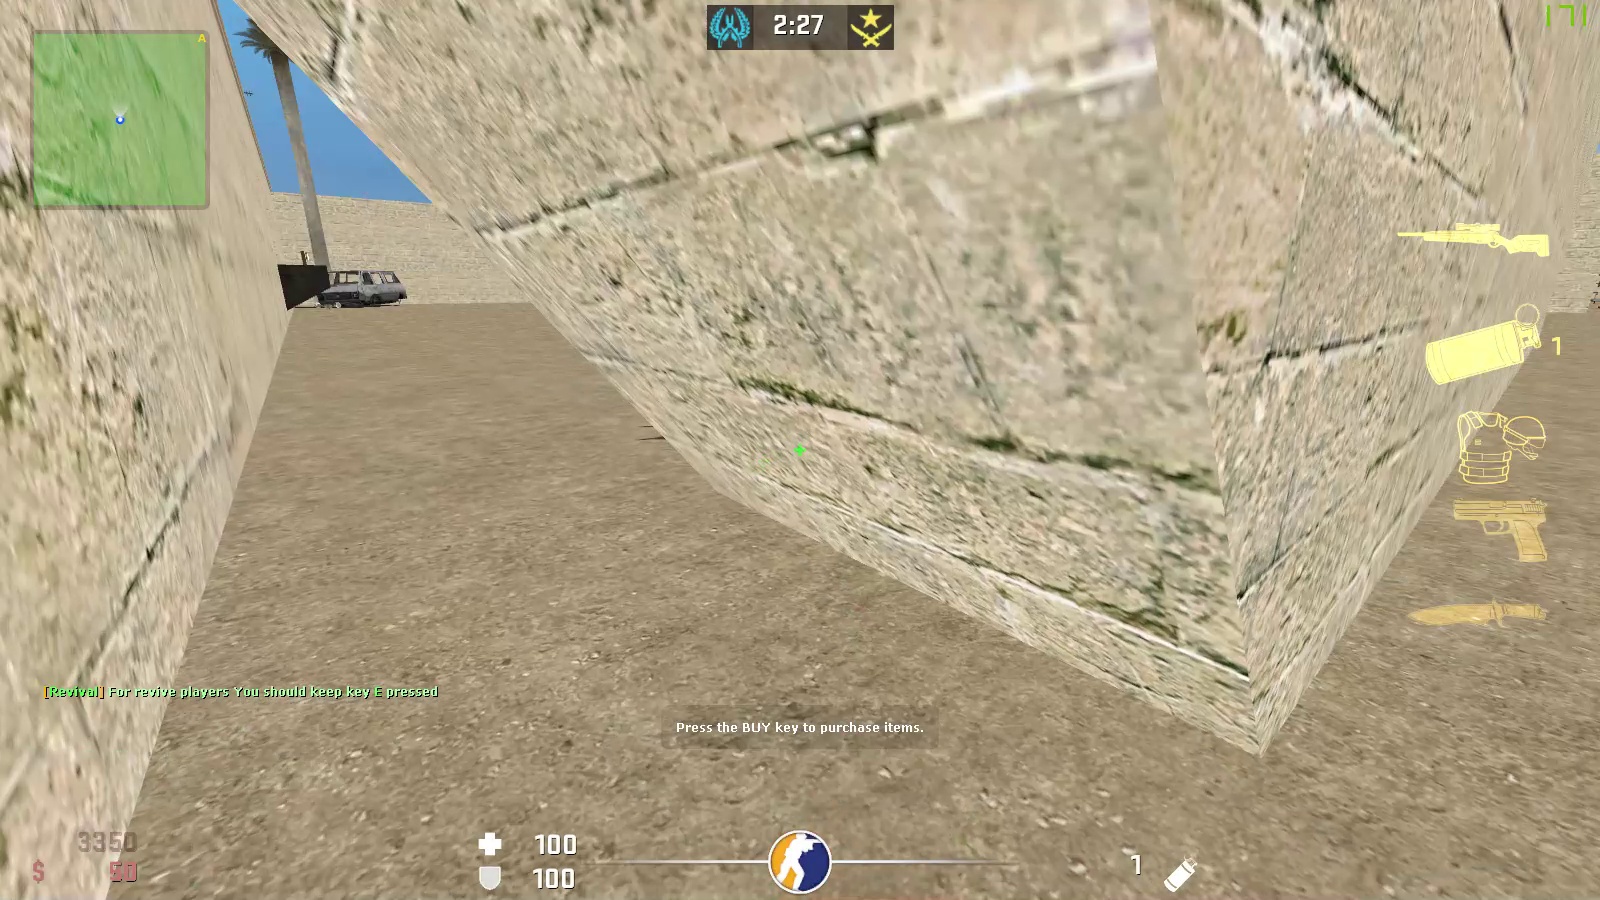 A
2:27
171
1
[Revival] For revive players You should keep key E pressed
Press the BUY key to purchase items.
3350
$ 50
100
100
1